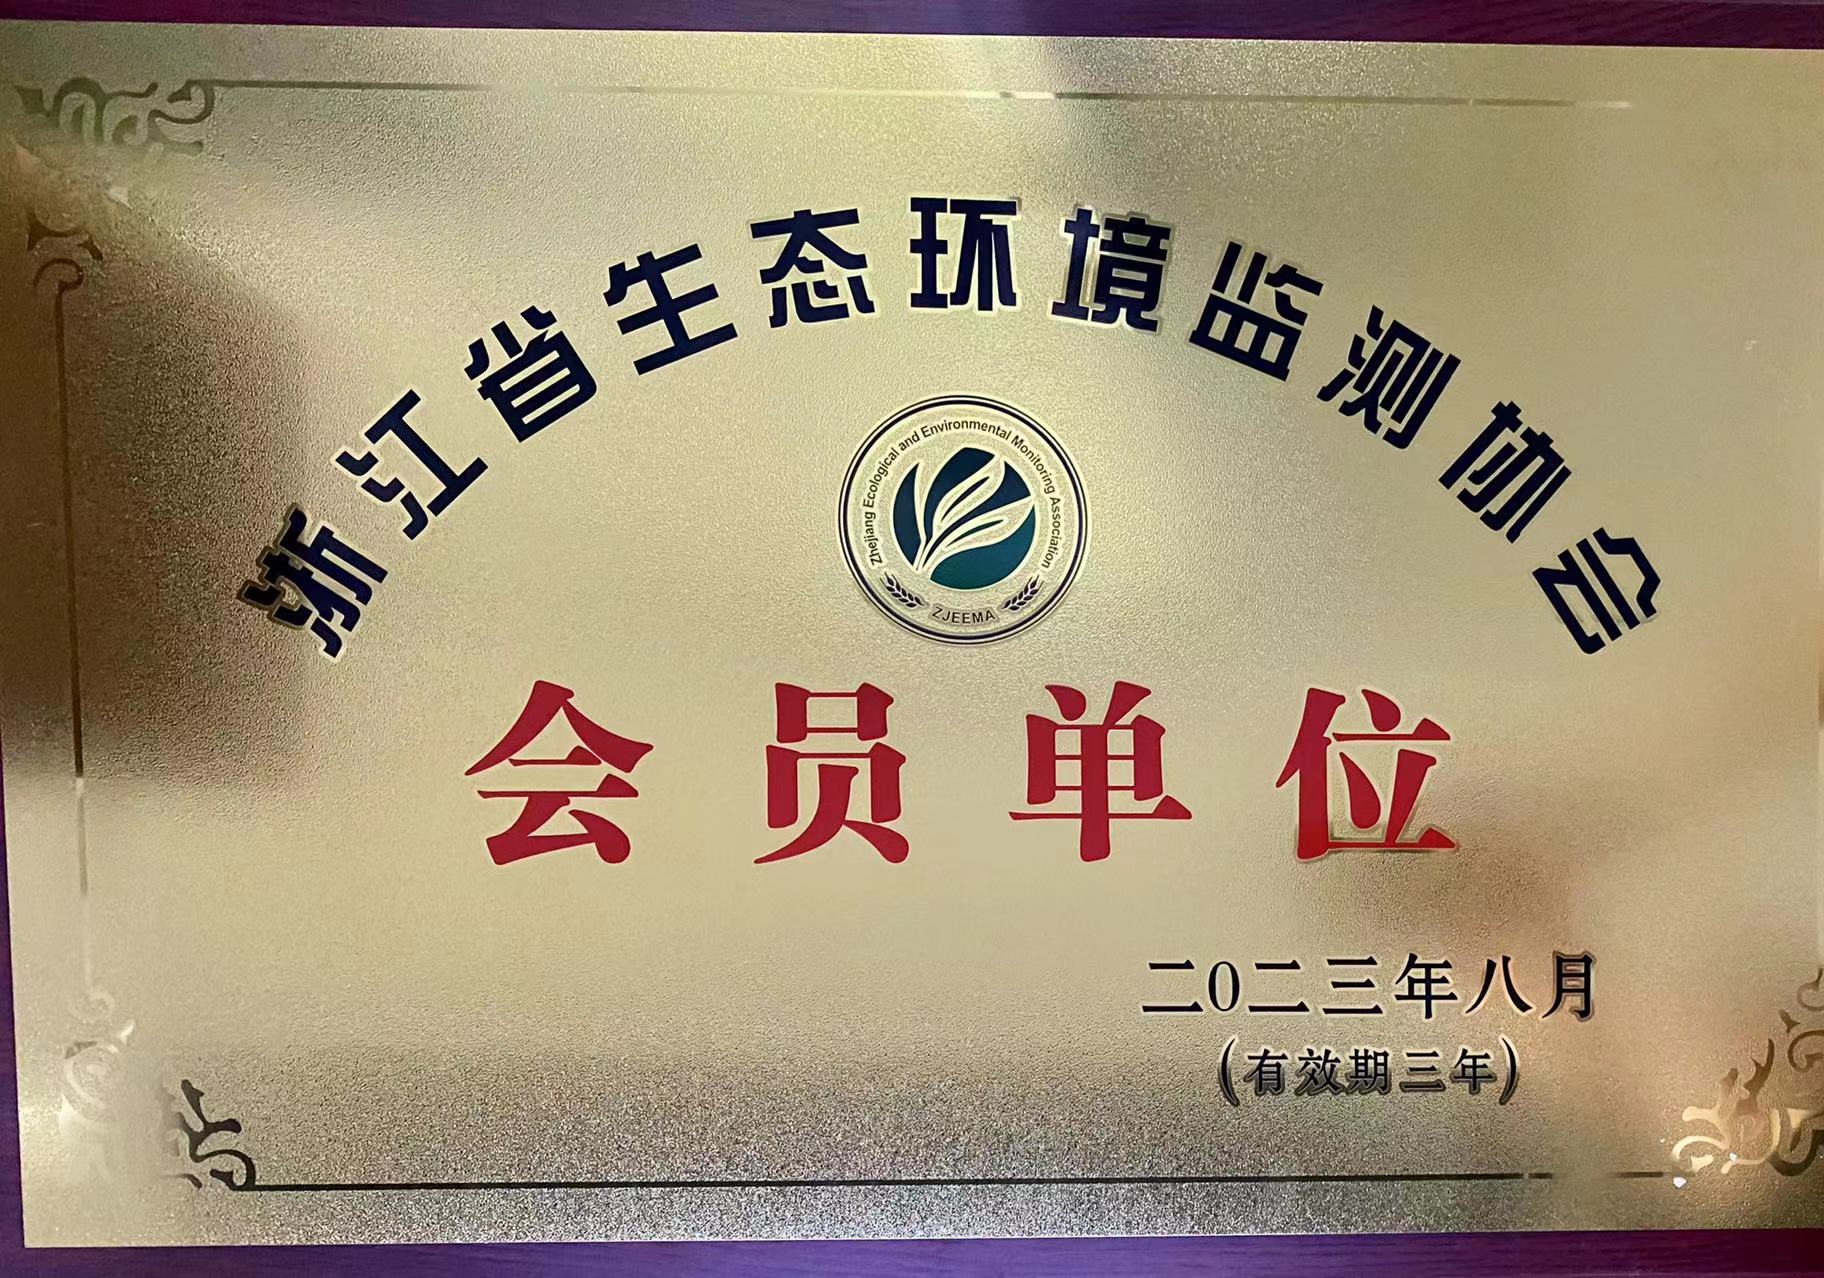 浙江省生态环境监测协会
Zhejiang Ecological and Environmental Monitoring Association
ZJEEMA
会员单位
二0二三年八月
(有效期三年)